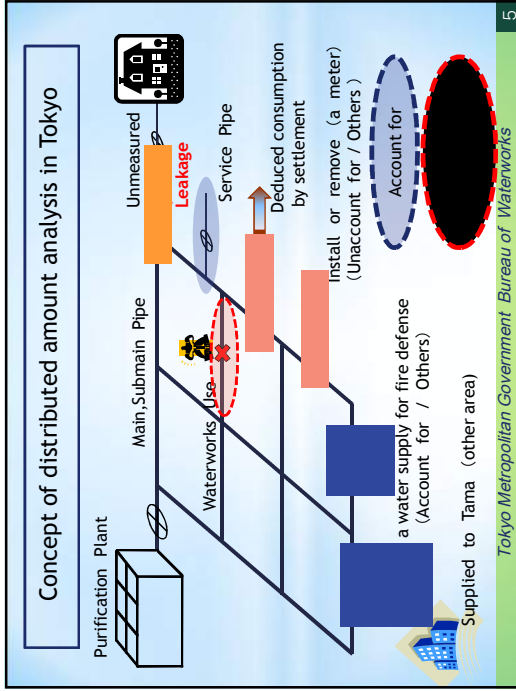 Concept of distributed amount analysis in Tokyo
Purification Plant
Main,Submain Pipe
Unmeasured
Leakage
Waterworks Use
Service Pipe
Deduced consumption
by settlement
Install or remove (a meter)
(Unaccount for / Others )
a water supply for fire defense
(Account for / Others)
Account for
Supplied to Tama (other area)
Tokyo Metropolitan Government Bureau of Waterworks
5